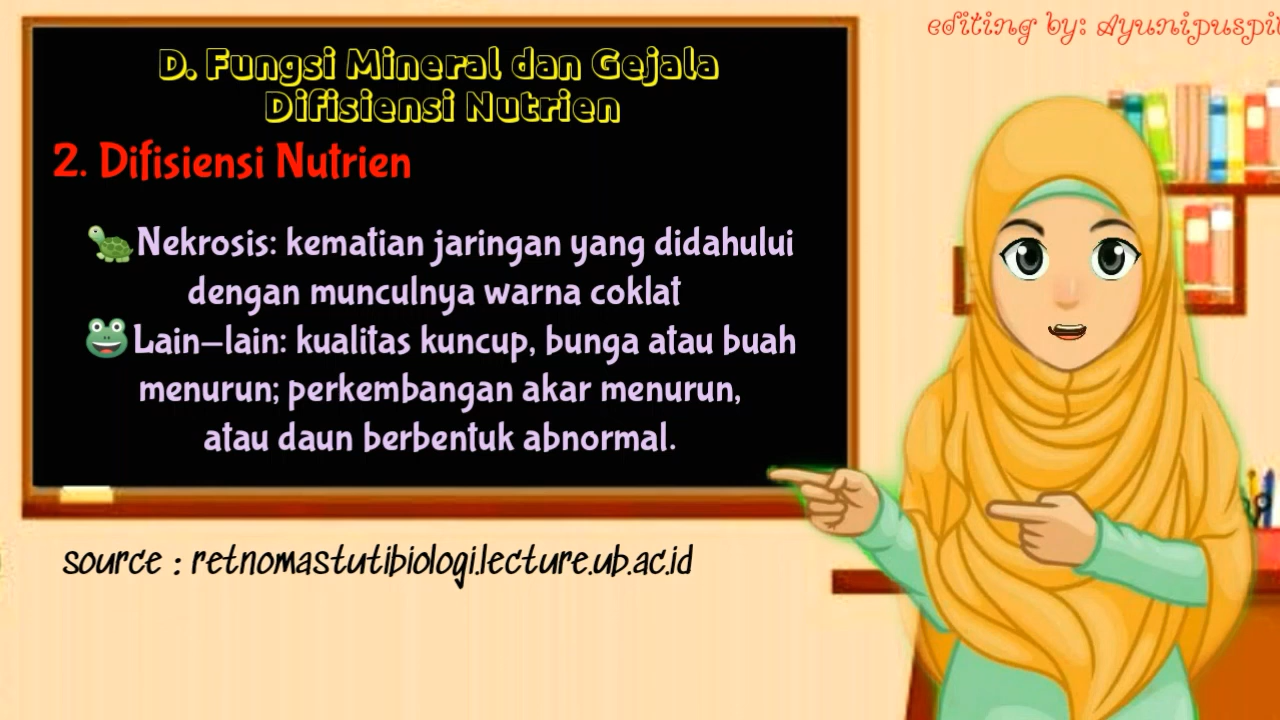 editing by: Ayunipuspit
D. Fungsi Mineral dan Gejala
Difisiensi Nutrien
2. Difisiensi Nutrien
Nekrosis: kematian jaringan yang didahului
dengan munculnya warna coklat
Lain-lain: kualitas kuncup, bunga atau buah
menurun; perkembangan akar menurun,
atau daun berbentuk abnormal.
source : retnomastutibiologi.lecture.ub.ac.id